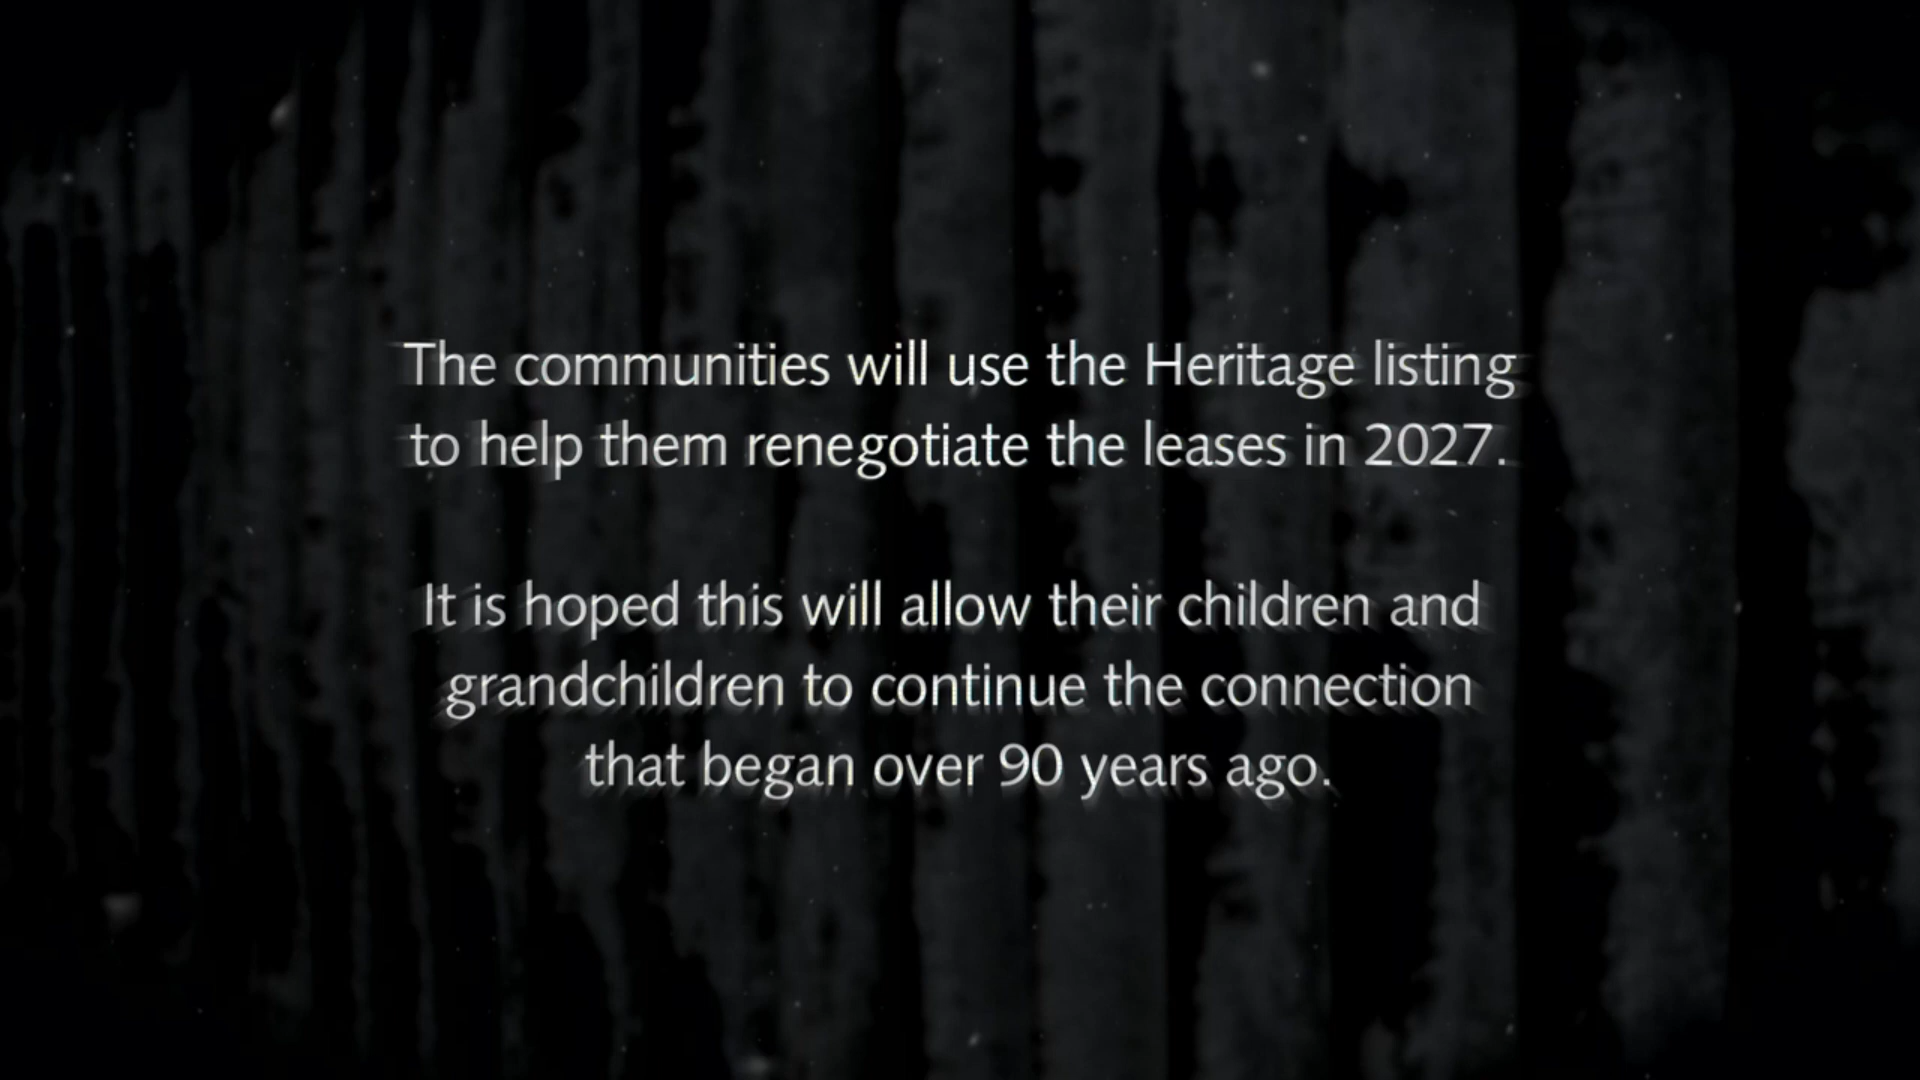 The communities will use the Heritage listing
to help them renegotiate the leases in 2027.
It is hoped this will allow their children and
grandchildren to continue the connection
that began over 90 years ago.